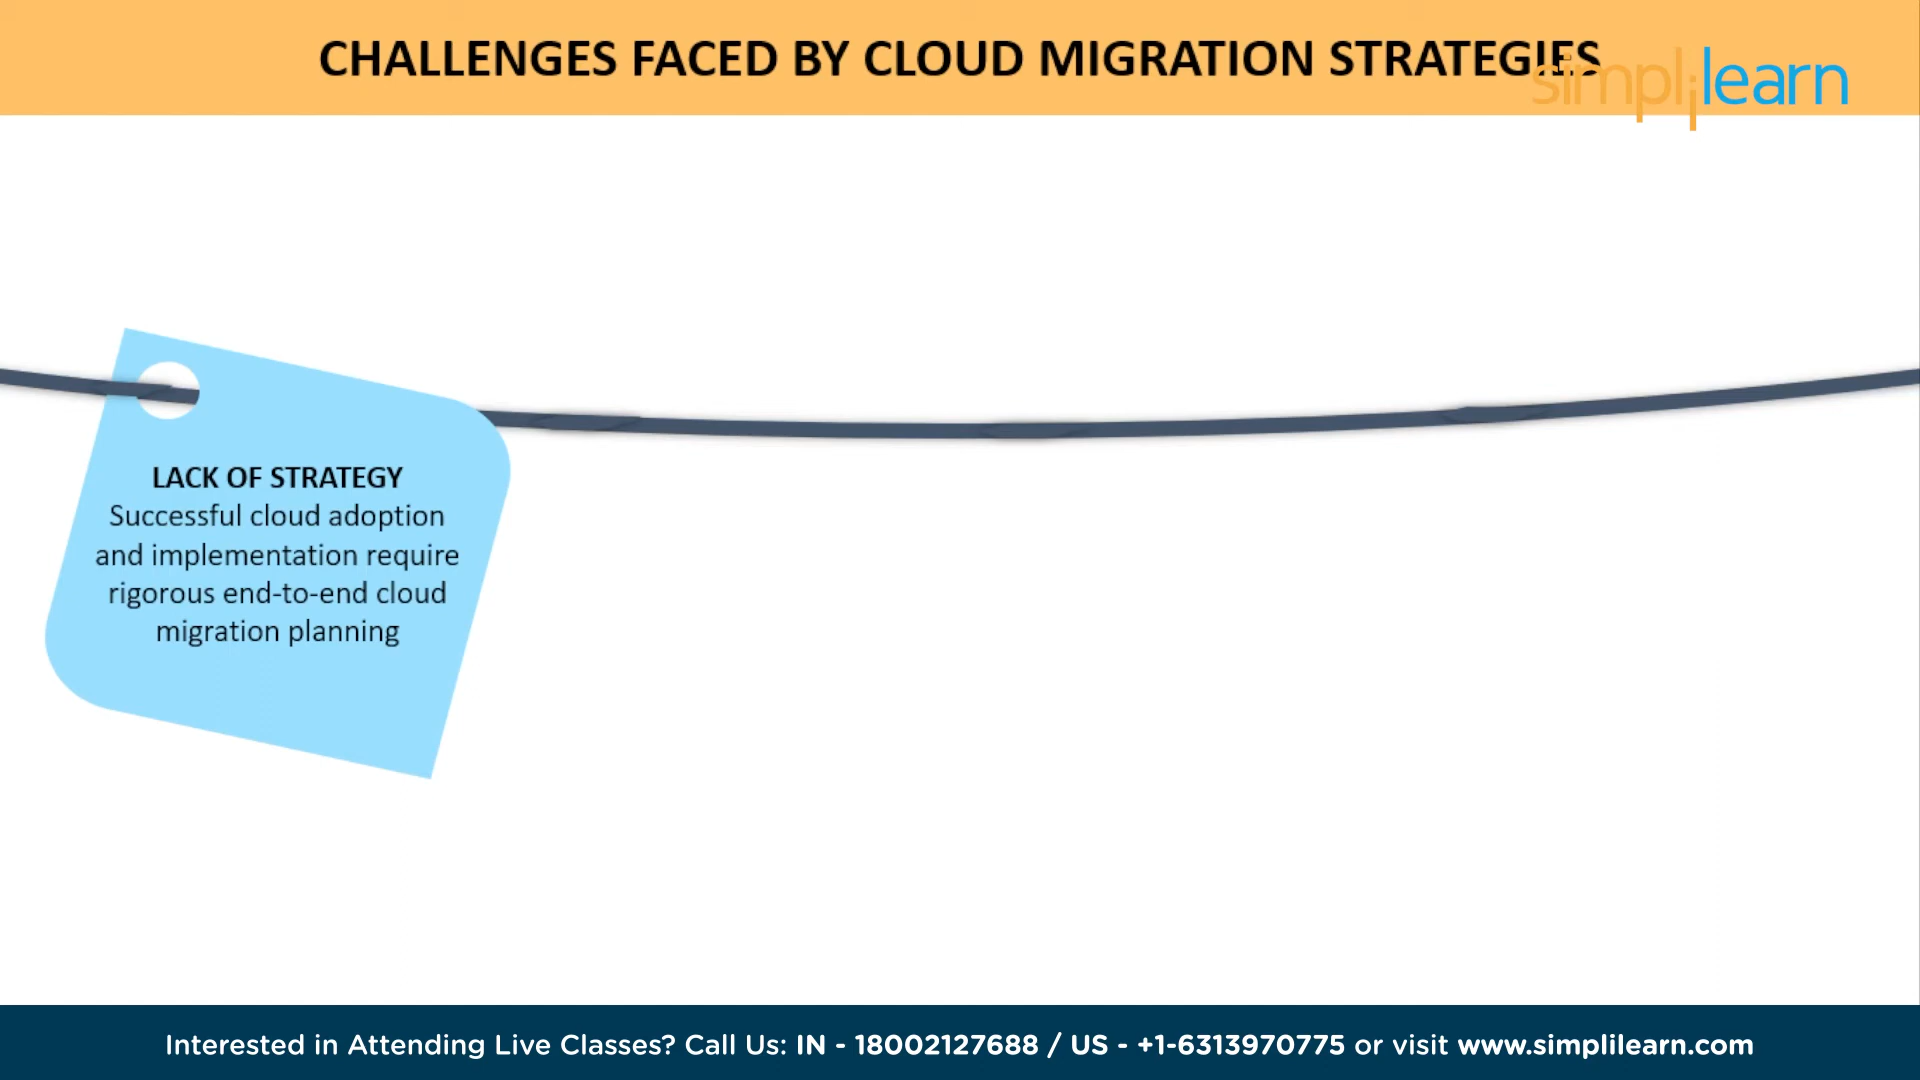 CHALLENGES FACED BY CLOUD MIGRATION STRATEGIES
simplilearn
LACK OF STRATEGY
Successful cloud adoption
and implementation require
rigorous end-to-end cloud
migration planning
Interested in Attending Live Classes? Call Us: IN - 18002127688 / US - +1-6313970775 or visit www.simplilearn.com